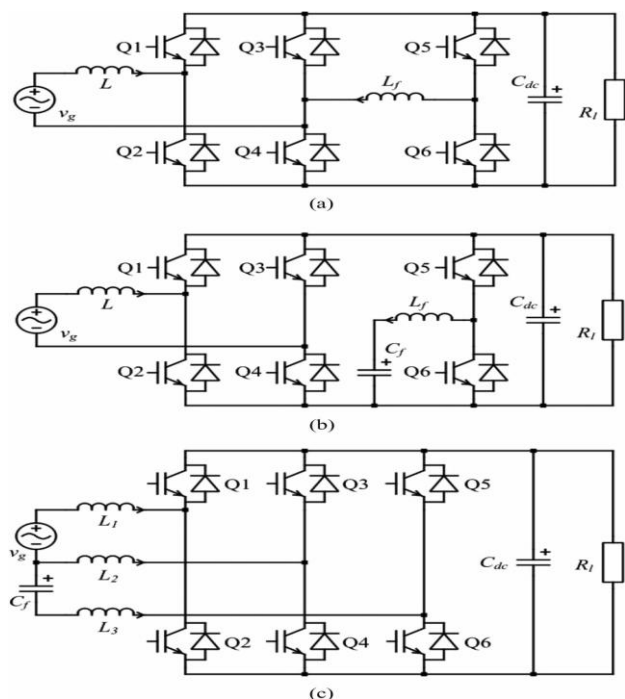 Q1
Q3
Q5
L
L_f
C_dc
R_l
v_g
Q2
Q4
Q6
(a)
Q1
Q3
Q5
L
L_f
C_dc
R_l
v_g
C_f
Q2
Q4
Q6
(b)
Q1
Q3
Q5
L_1
v_g
L_2
C_dc
R_l
C_f
L_3
Q2
Q4
Q6
(c)